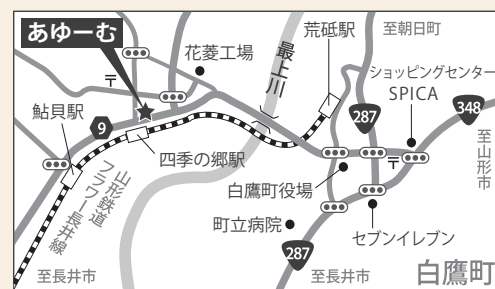 あゆーむ
花菱工場
最上川
荒砥駅
至朝日町
ショッピングセンター
SPICA
〒
鮎貝駅
9
四季の郷駅
287
348
至山形市
〒
白鷹町役場
山形鉄道
フラワー長井線
町立病院
セブンイレブン
287
至長井市
至長井市
白鷹町